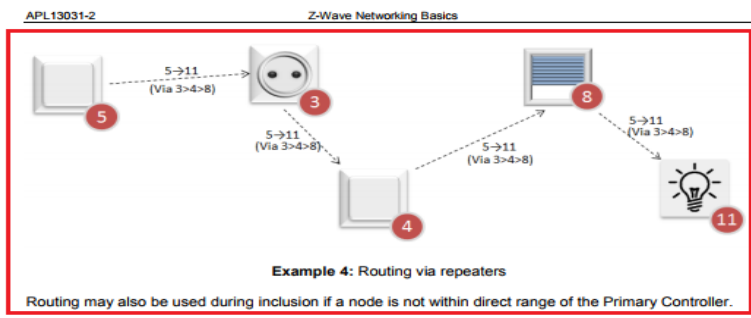 APL13031-2 Z-Wave Networking Basics
5→11
(Via 3>4>8)
5
3
5→11
(Via 3>4>8)
4
5→11
(Via 3>4>8)
8
5→11
(Via 3>4>8)
11
Example 4: Routing via repeaters
Routing may also be used during inclusion if a node is not within direct range of the Primary Controller.